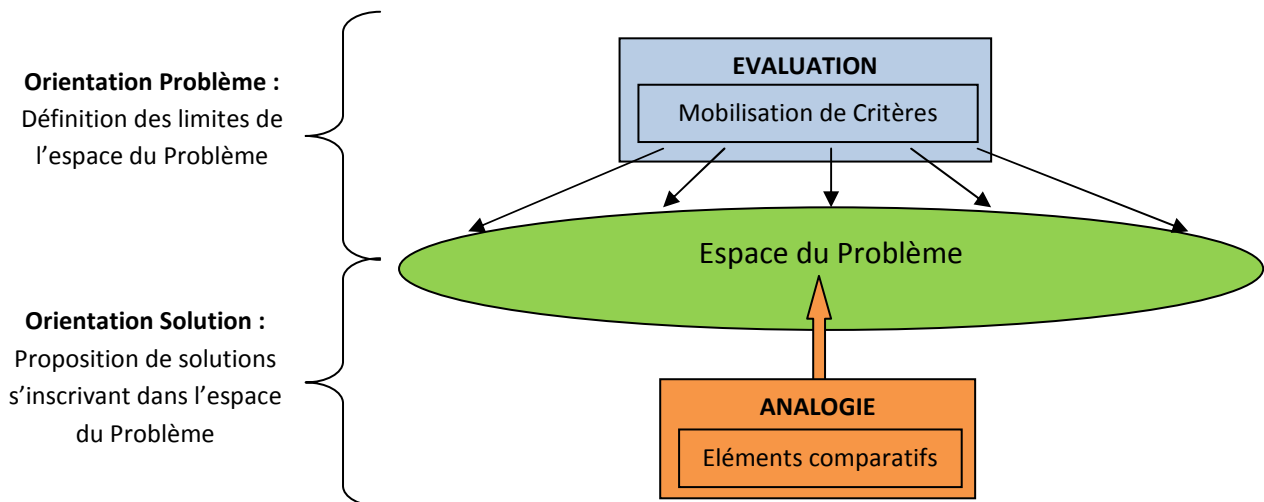 Orientation Problème :
Définition des limites de
l’espace du Problème
EVALUATION
Mobilisation de Critères
Espace du Problème
Orientation Solution :
Proposition de solutions
s’inscrivant dans l’espace
du Problème
ANALOGIE
Eléments comparatifs